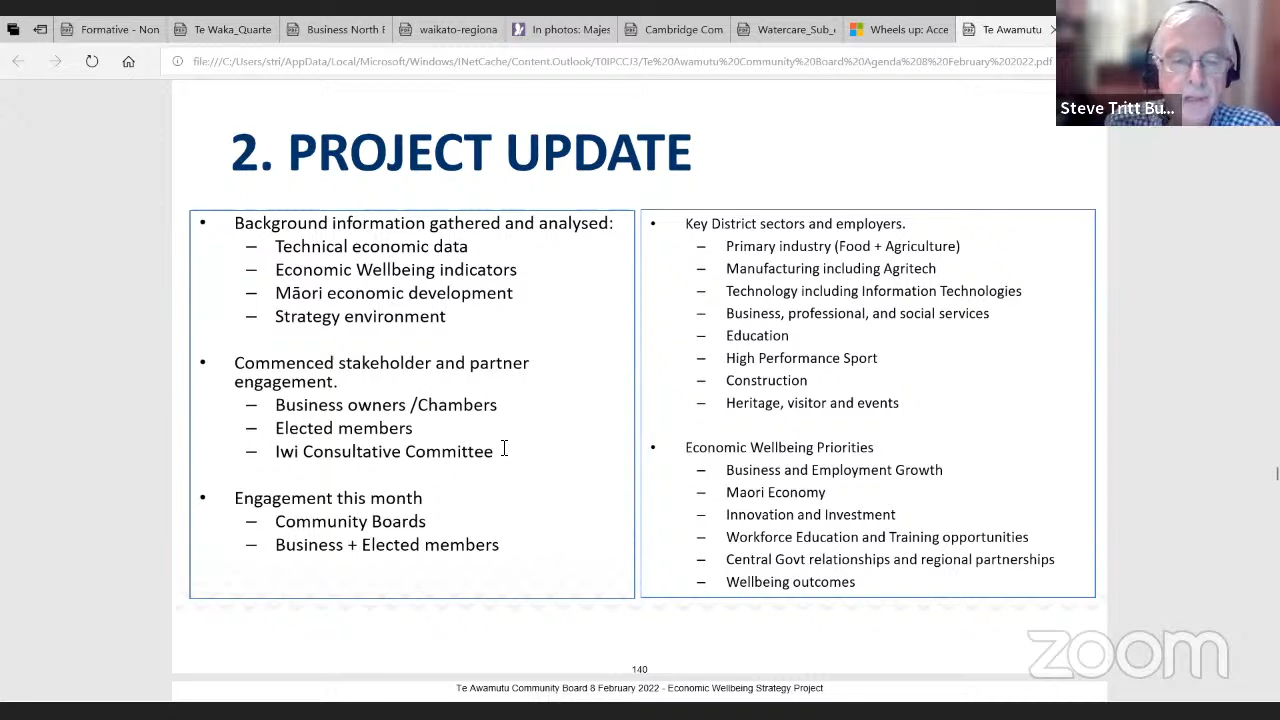 Formative - Non
Te Waka_Quarte
Business North F
waikato-regiona
In photos: Majes
Cambridge Com
Watercare_Sub_
Wheels up: Acce
Te Awamutu
file:///C:/Users/stri/AppData/Local/Microsoft/Windows/INetCache/Content.Outlook/T0IPCCJ3/Te%20Awamutu%20Community%20Board%20Agenda%208%20February%202022.pdf
Steve Tritt Bu...
2. PROJECT UPDATE
• Background information gathered and analysed:
– Technical economic data
– Economic Wellbeing indicators
– Māori economic development
– Strategy environment
• Commenced stakeholder and partner
engagement.
– Business owners /Chambers
– Elected members
– Iwi Consultative Committee
• Engagement this month
– Community Boards
– Business + Elected members
• Key District sectors and employers.
– Primary industry (Food + Agriculture)
– Manufacturing including Agritech
– Technology including Information Technologies
– Business, professional, and social services
– Education
– High Performance Sport
– Construction
– Heritage, visitor and events
• Economic Wellbeing Priorities
– Business and Employment Growth
– Maori Economy
– Innovation and Investment
– Workforce Education and Training opportunities
– Central Govt relationships and regional partnerships
– Wellbeing outcomes
zoom
140
Te Awamutu Community Board 8 February 2022 - Economic Wellbeing Strategy Project